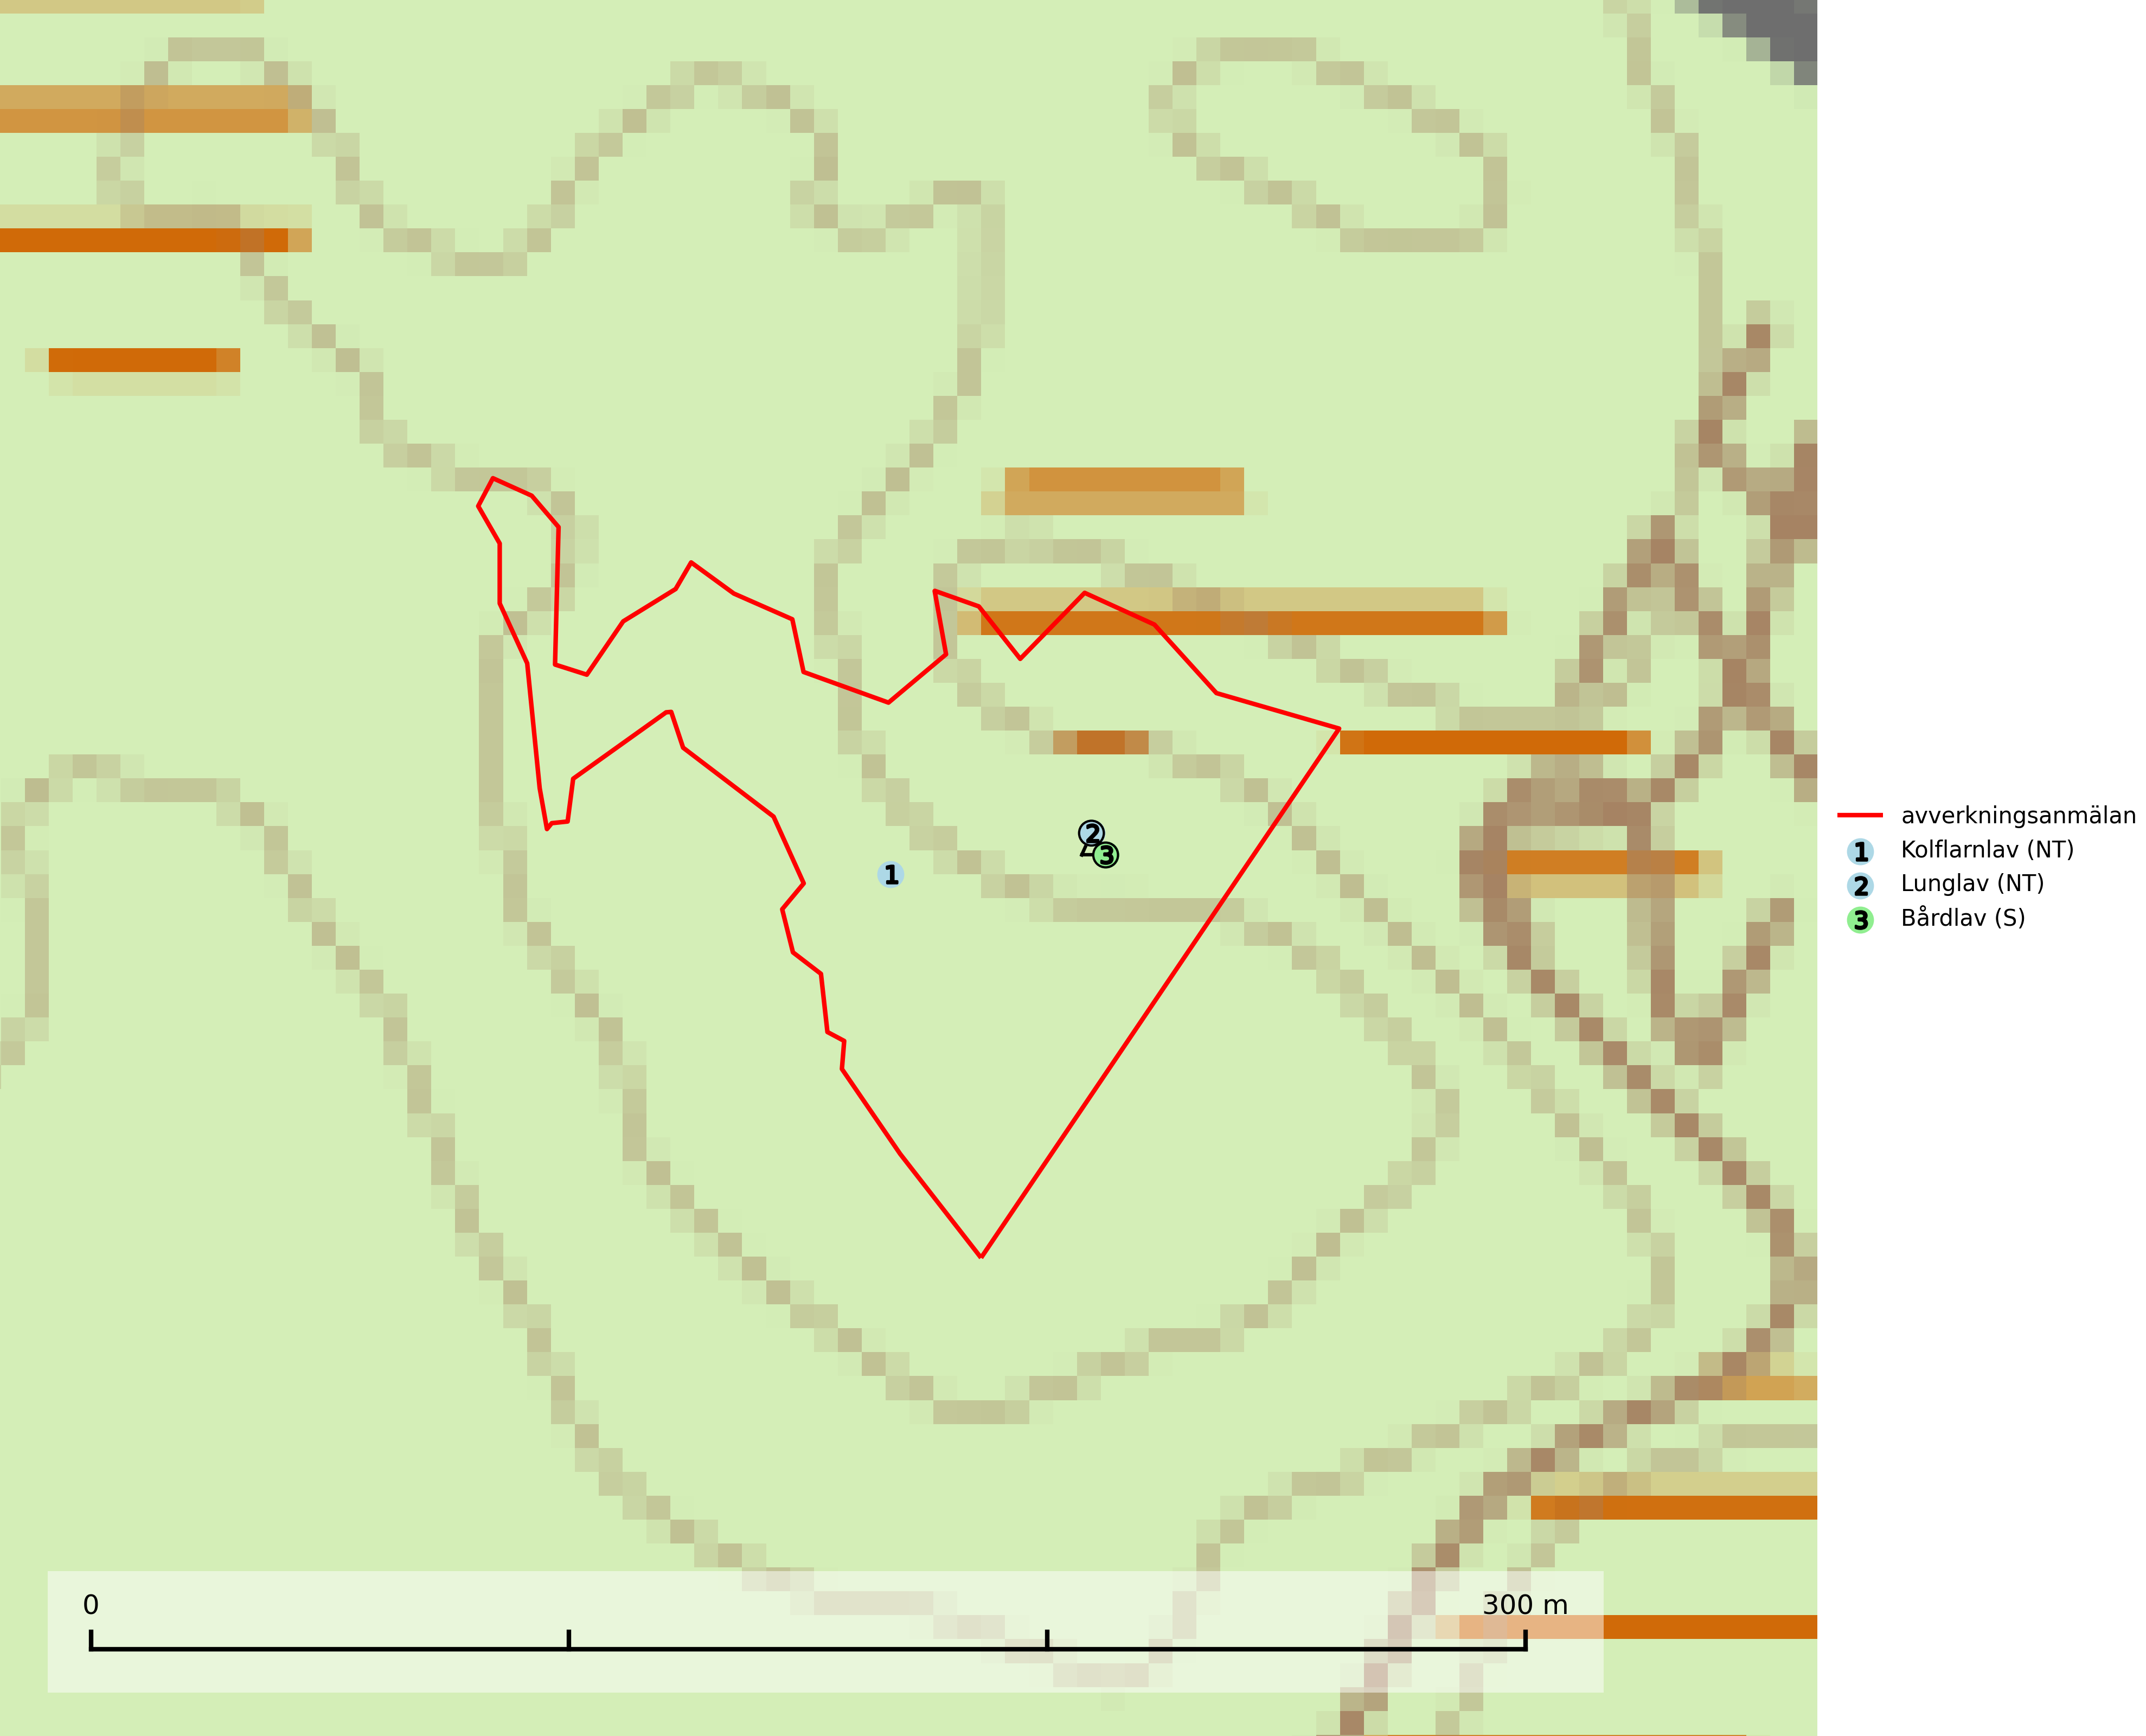 2
3
1
avverkningsanmälan
1 Kolflarnlav (NT)
2 Lunglav (NT)
3 Bårdlav (S)
0 300 m